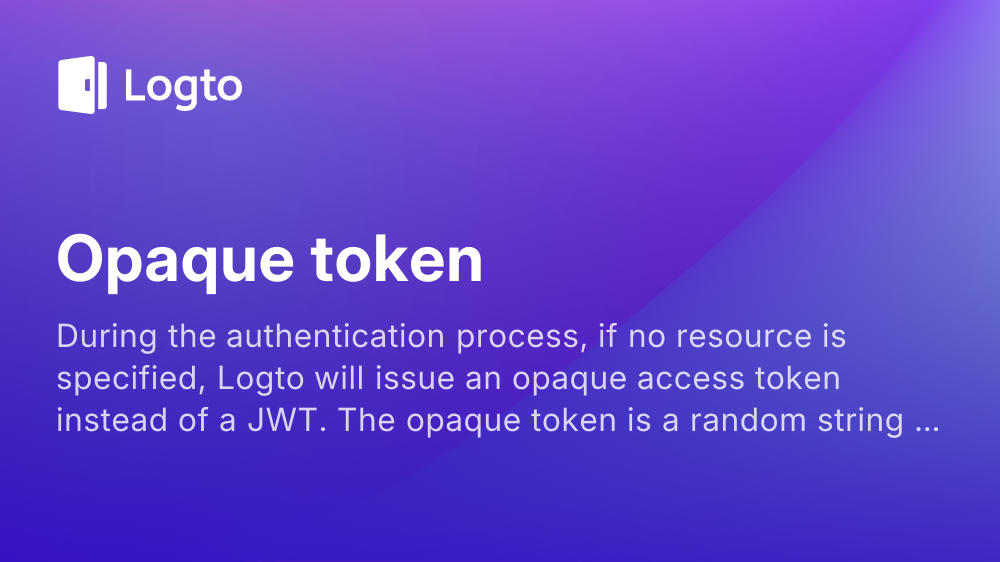 Logto
Opaque token
During the authentication process, if no resource is
specified, Logto will issue an opaque access token
instead of a JWT. The opaque token is a random string ...